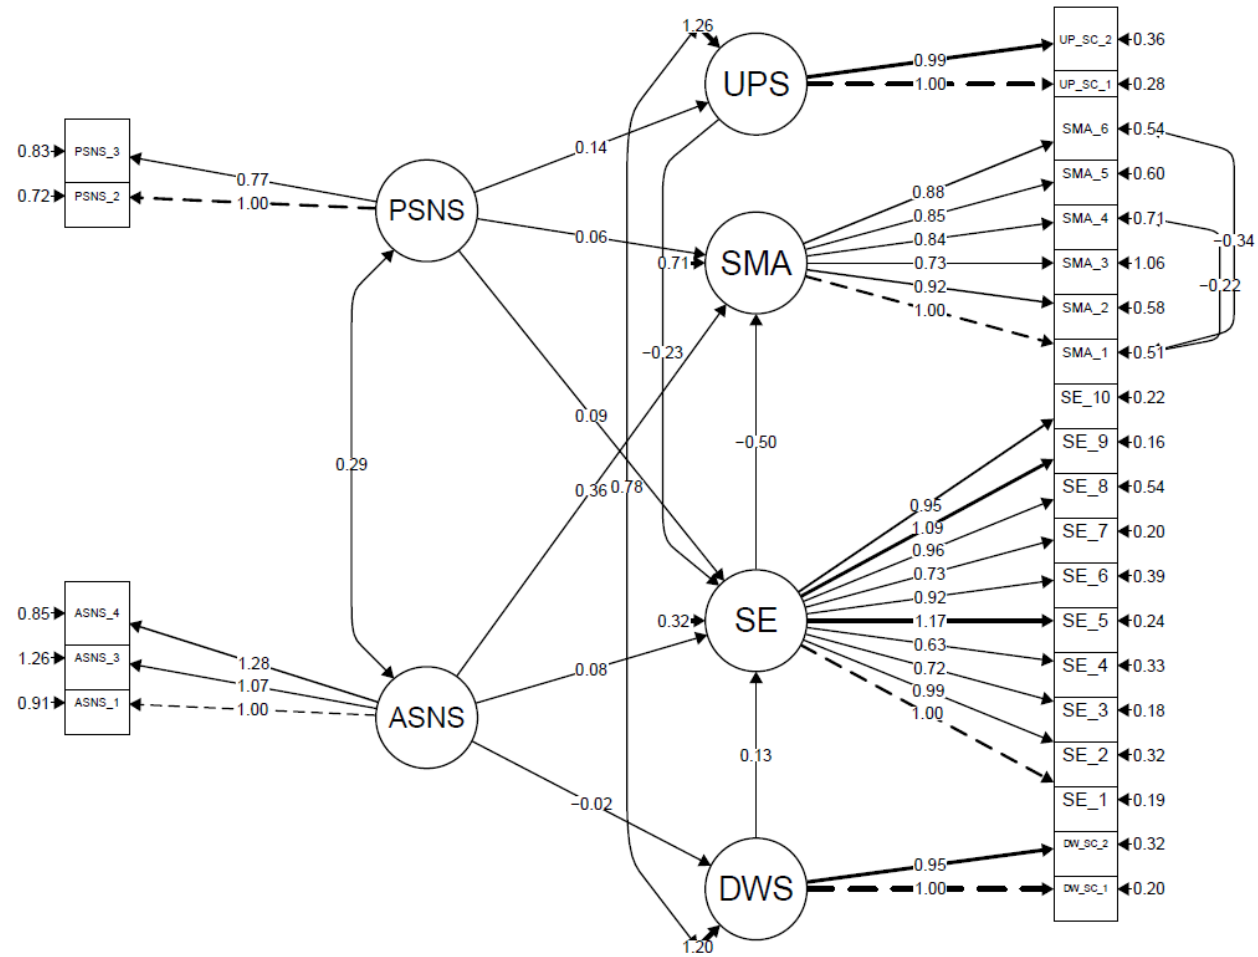 1.26
UPS
0.99
1.00
UP_SC_2
0.36
UP_SC_1
0.28
0.83
PSNS_3
0.72
PSNS_2
0.77
1.00
PSNS
0.14
0.06
0.71
SMA
0.88
0.85
0.84
0.73
0.92
1.00
SMA_6
0.54
SMA_5
0.60
SMA_4
0.71
SMA_3
1.06
SMA_2
0.58
SMA_1
0.51
−0.34
−0.22
−0.23
0.09
−0.50
0.29
0.36
0.78
SE_10
0.22
SE_9
0.16
SE_8
0.54
SE_7
0.20
SE_6
0.39
SE_5
0.24
SE_4
0.33
SE_3
0.18
SE_2
0.32
SE_1
0.19
0.95
1.09
0.96
0.73
0.92
1.17
0.63
0.72
0.99
1.00
0.32
SE
0.85
ASNS_4
1.26
ASNS_3
0.91
ASNS_1
1.28
1.07
1.00
ASNS
0.08
0.13
−0.02
DWS
0.95
1.00
DW_SC_2
0.32
DW_SC_1
0.20
1.20